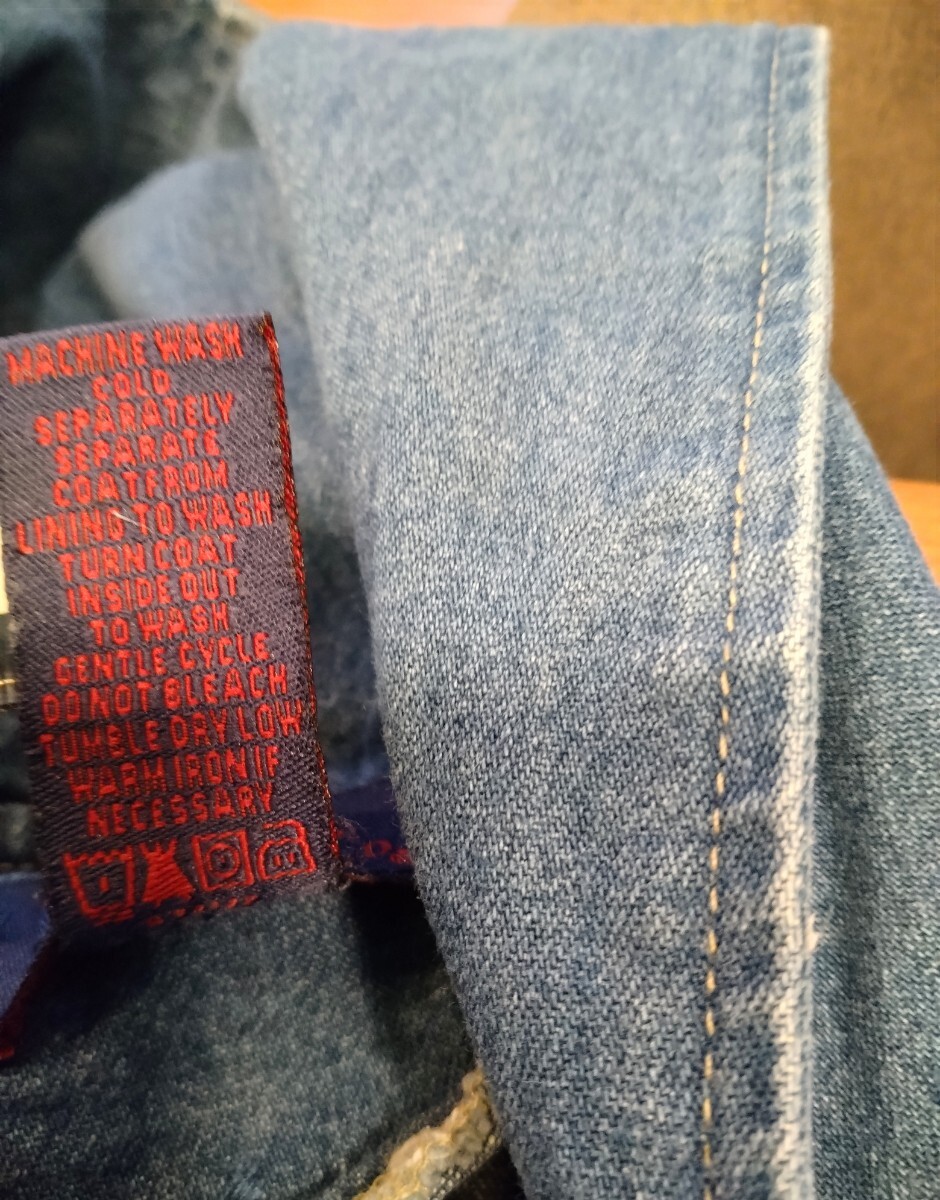 MACHINE WASH
COLD
SEPARATELY
SEPARATE
COAT FROM
LINING TO WASH
TURN COAT
INSIDE OUT
TO WASH
GENTLE CYCLE
DO NOT BLEACH
TUMBLE DRY LOW
WARM IRON IF
NECESSARY